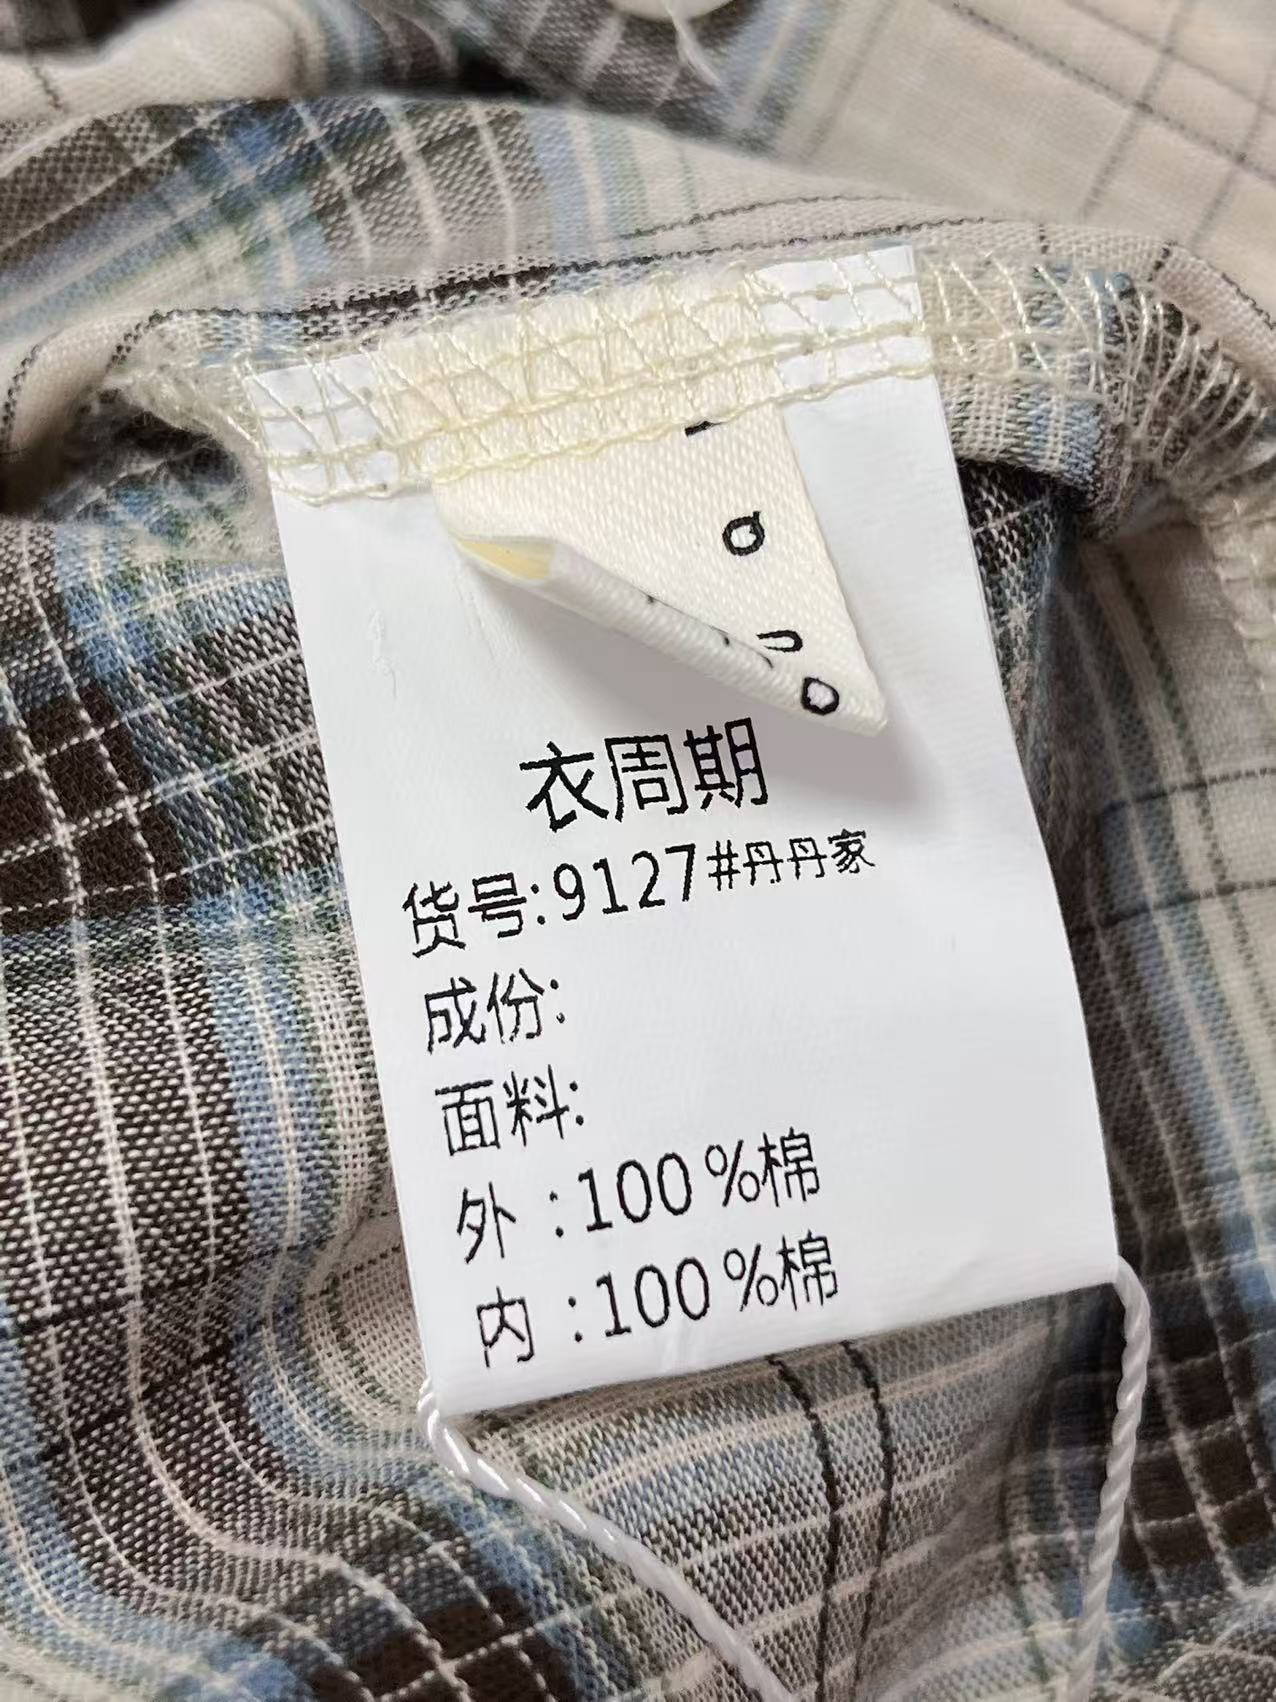 衣周期
货号:9127#丹丹家
成份:
面料:
外 :100%棉
内 :100%棉